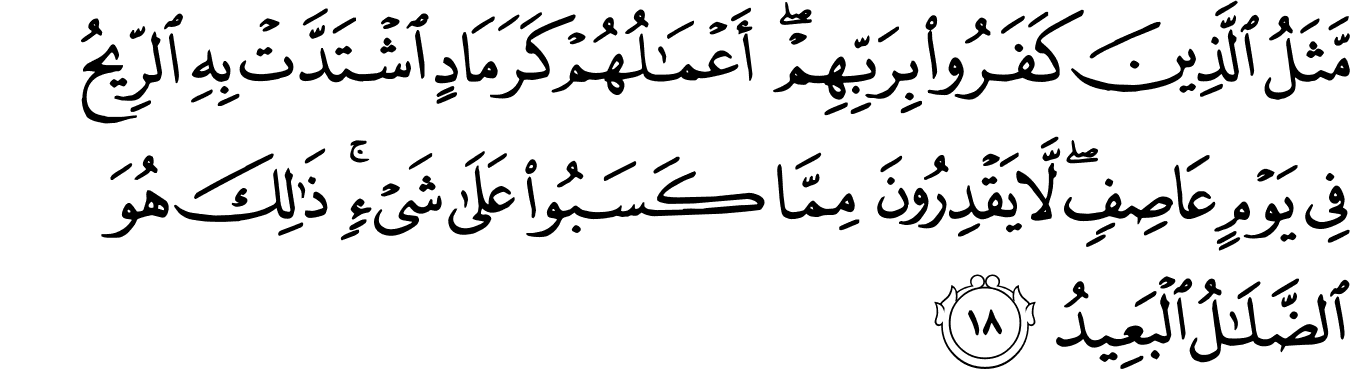 مَّثَلُ ٱلَّذِينَ كَفَرُوا۟ بِرَبِّهِمْ ۖ أَعْمَـٰلُهُمْ كَرَمَادٍ ٱشْتَدَّتْ بِهِ ٱلرِّيحُ
فِى يَوْمٍ عَاصِفٍ ۖ لَّا يَقْدِرُونَ مِمَّا كَسَبُوا۟ عَلَىٰ شَىْءٍ ۚ ذَٰلِكَ هُوَ
ٱلضَّلَـٰلُ ٱلْبَعِيدُ ١٨